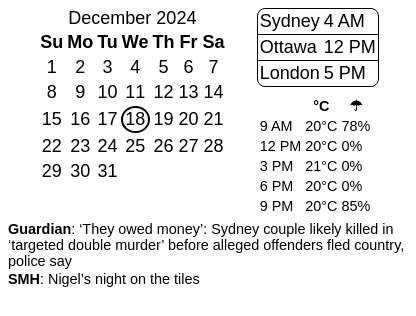 December 2024
Su Mo Tu We Th Fr Sa
1 2 3 4 5 6 7
8 9 10 11 12 13 14
15 16 17 18 19 20 21
22 23 24 25 26 27 28
29 30 31
Sydney 4 AM
Ottawa 12 PM
London 5 PM
°C ☂
9 AM 20°C 78%
12 PM 20°C 0%
3 PM 21°C 0%
6 PM 20°C 0%
9 PM 20°C 85%
Guardian: ‘They owed money’: Sydney couple likely killed in
‘targeted double murder’ before alleged offenders fled country,
police say
SMH: Nigel’s night on the tiles